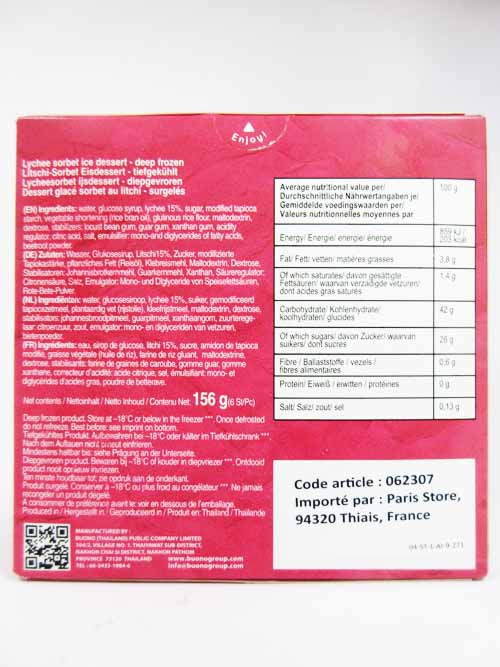 Enjoy!
Lychee sorbet ice dessert - deep frozen
Litschi-Sorbet Eisdessert - tiefgekühlt
Lycheesorbet ijsdessert - diepgevroren
Dessert glacé sorbet au litchi - surgelés
(EN) Ingredients: water, glucose syrup, lychee 15%, sugar, modified tapioca
starch, vegetable shortening (rice bran oil), glutinous rice flour, maltodextrin,
dextrose, stabilizers: locust bean gum, guar gum, xanthan gum, acidity
regulator: citric acid, salt, emulsifier: mono-and diglycerides of fatty acids,
beetroot powder.
(DE) Zutaten: Wasser, Glukosesirup, Litschi15%, Zucker, modifizierte
Tapiokastärke, pflanzliches Fett (Reisöl), Klebreismehl, Maltodextrin, Dextrose,
Stabilisatoren: Johannisbrotkernmehl, Guarkernmehl, Xanthan, Säureregulator:
Citronensäure, Salz, Emulgator: Mono- und Diglyceride von Speisefettsäuren,
Rote-Bete-Pulver.
(NL) Ingrediënten: water, glucosesiroop, lychee 15%, suiker, gemodificeerd
tapiocazetmeel, plantaardig vet (rijstolie), kleefrijstmeel, maltodextrin, dextrose,
stabilisators: johannesbroodpitmeel, guarpitmeel, xanthaangom, zuurterege-
laar: citroenzuur, zout, emulgator: mono- en diglyceriden van vetzuren,
bietenpoeder.
(FR) Ingrédients: eau, sirop de glucose, litchi 15%, sucre, amidon de tapioca
modifié, graisse végétale (huile de riz), farine de riz gluant, maltodextrine,
dextrose, stabilisants: farine de graines de caroube, gomme guar, gomme
xanthane, correcteur d'acidité: acide citrique, sel, émulsifiant: mono- et
diglycérides d'acides gras, poudre de betterave.
Net contents / Nettoinhalt / Netto Inhoud / Contenu Net: 156 g (6 St/Pc)
Deep frozen product. Store at –18°C or below in the freezer ***. Once defrosted
do not refreeze. Best before: see imprint on bottom.
Tiefgekühltes Produkt. Aufbewahren bei –18°C oder kälter im Tiefkühlschrank ***.
Nach dem Auftauen nicht erneut einfrieren.
Mindestens haltbar bis: siehe Prägung an der Unterseite.
Diepgevroren product. Bewaren bij –18°C of kouder in diepvriezer ***. Ontdooid
product nooit opnieuw invriezen.
Ten minste houdbaar tot: zie opdruk aan de onderkant.
Produit surgelé. Conserver à –18°C ou plus froid au congélateur ***. Ne jamais
recongeler un produit dégelé.
A consommer de préférence avant le: voir en dessous de l'emballage.
Produced in / Hergestellt in / Geproduceerd in / Produit en: Thailand / Thaïlande
MANUFACTURED BY :
BUONO (THAILAND) PUBLIC COMPANY LIMITED
NAKHON CHAI SI DISTRICT, NAKHON PATHOM
PROVINCE 73120 THAILAND www.buonogroup.com
info@buonogroup.com
Average nutritional value per/ 100 g
Durchschnittliche Nährwertangaben je/
Gemiddelde voedingswaarden per/
Valeurs nutritionnelles moyennes par
Energy/ Energie/ energie/ énergie 859 kJ / 203 kcal
Fat/ Fett/ vetten/ matières grasses 3,8 g
Of which saturates/ davon gesättigte 1,4 g
Fettsäuren/ waarvan verzadigde vetzuren/
dont acides gras saturés
Carbohydrate/ Kohlenhydrate/ 42 g
koolhydraten/ glucides
Of which sugars/ davon Zucker/ waarvan 26 g
suikers/ dont sucres
Fibre / Ballaststoffe / vezels / 0,6 g
fibres alimentaires
Protein/ Eiweiß / eiwitten / protéines 0 g
Salt/ Salz/ zout/ sel 0,13 g
Code article : 062307
Importé par : Paris Store,
94320 Thiais, France